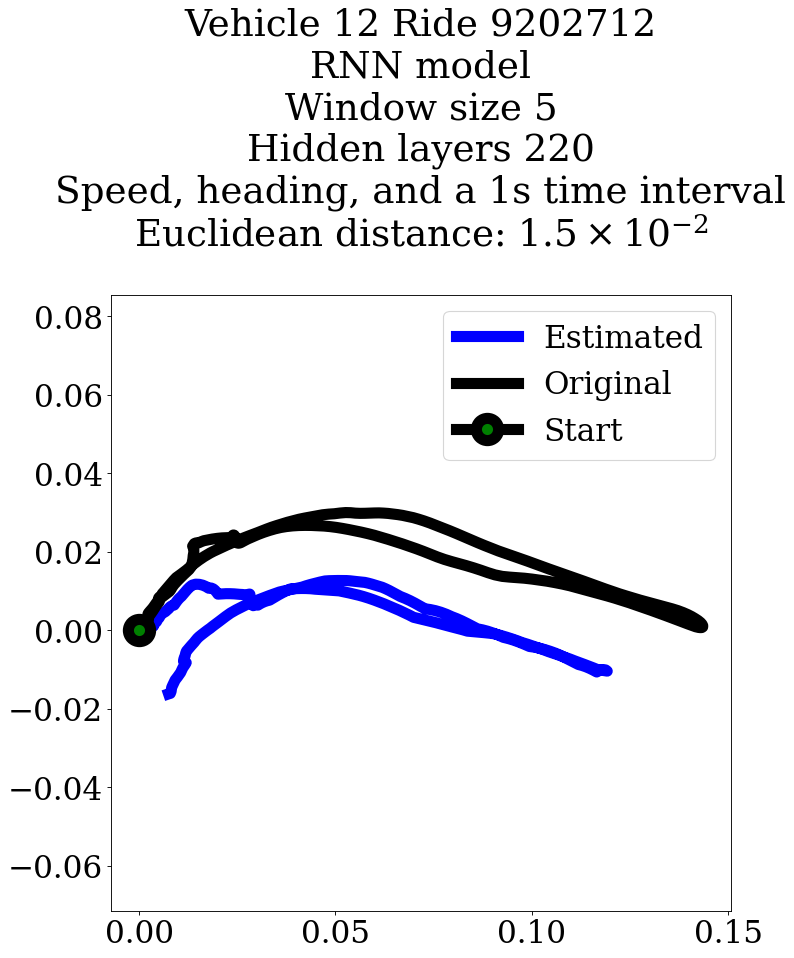 Vehicle 12 Ride 9202712
RNN model
Window size 5
Hidden layers 220
Speed, heading, and a 1s time interval
Euclidean distance: 1.5 × 10⁻²
Estimated
Original
Start
0.08
0.06
0.04
0.02
0.00
−0.02
−0.04
−0.06
0.00 0.05 0.10 0.15